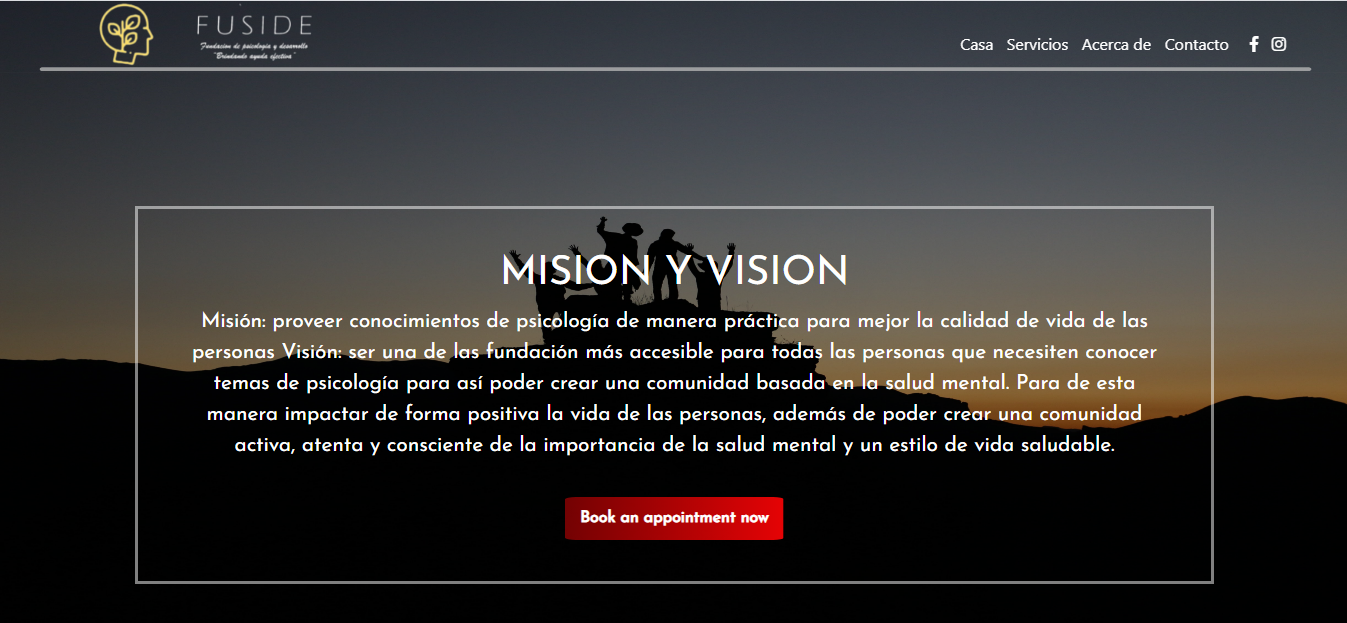 FUSIDE
Fundacion de psicologia y desarrollo
"Brindando ayuda efectiva"
Casa Servicios Acerca de Contacto
MISION Y VISION
Misión: proveer conocimientos de psicología de manera práctica para mejor la calidad de vida de las
personas Visión: ser una de las fundación más accesible para todas las personas que necesiten conocer
temas de psicología para así poder crear una comunidad basada en la salud mental. Para de esta
manera impactar de forma positiva la vida de las personas, además de poder crear una comunidad
activa, atenta y consciente de la importancia de la salud mental y un estilo de vida saludable.
Book an appointment now